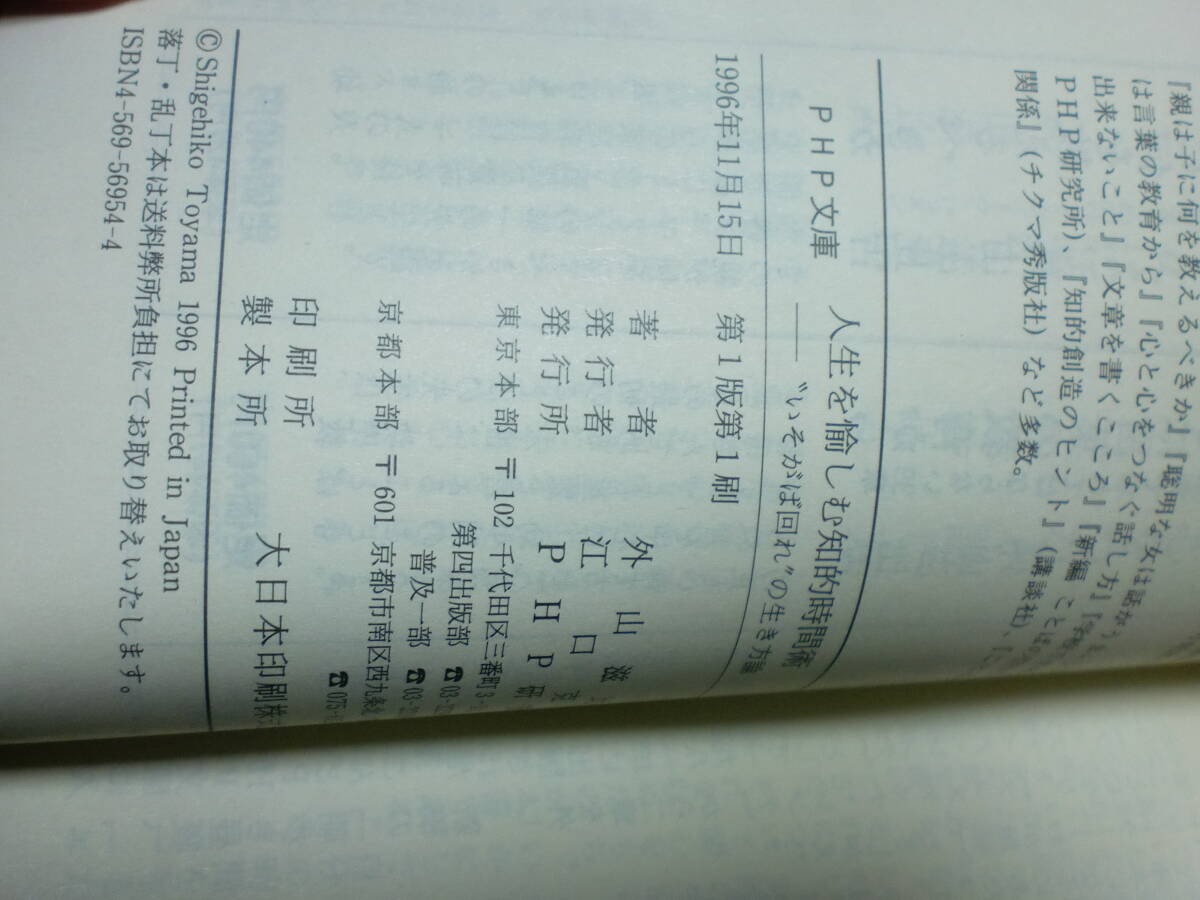 『親は子に何を教えるべきか』『聡明な女は話が
は言葉の教育から』『心と心をつなぐ話し方』
出来ないこと』『文章を書くこころ』『新編 ことばの
PHP研究所)、『知的創造のヒント』(講談社)、
関係』(チクマ秀版社)など多数。
PHP文庫 人生を愉しむ知的時間術
——“いそがば回れ”の生き方論
1996年11月15日 第1版第1刷
著者 外山滋
発行者 江口
発行所 PHP研
東京本部 〒102 千代田区三番町3-
第四出版部 ☎03-
普及一部 ☎03-
京都本部 〒601 京都市南区西九条
☎075-
印刷所
製本所 大日本印刷株
©Shigehiko Toyama 1996 Printed in Japan
落丁・乱丁本は送料弊所負担にてお取り替えいたします。
ISBN4-569-56954-4